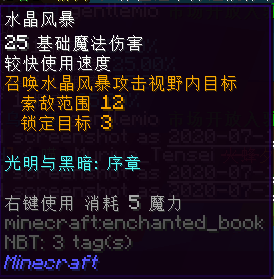 水晶风暴
25 基础魔法伤害
较快使用速度
召唤水晶风暴攻击视野内目标
索敌范围 12
锁定目标 3
光明与黑暗: 序章
右键使用 消耗 5 魔力
minecraft:enchanted_book
NBT: 3 tag(s)
Minecraft